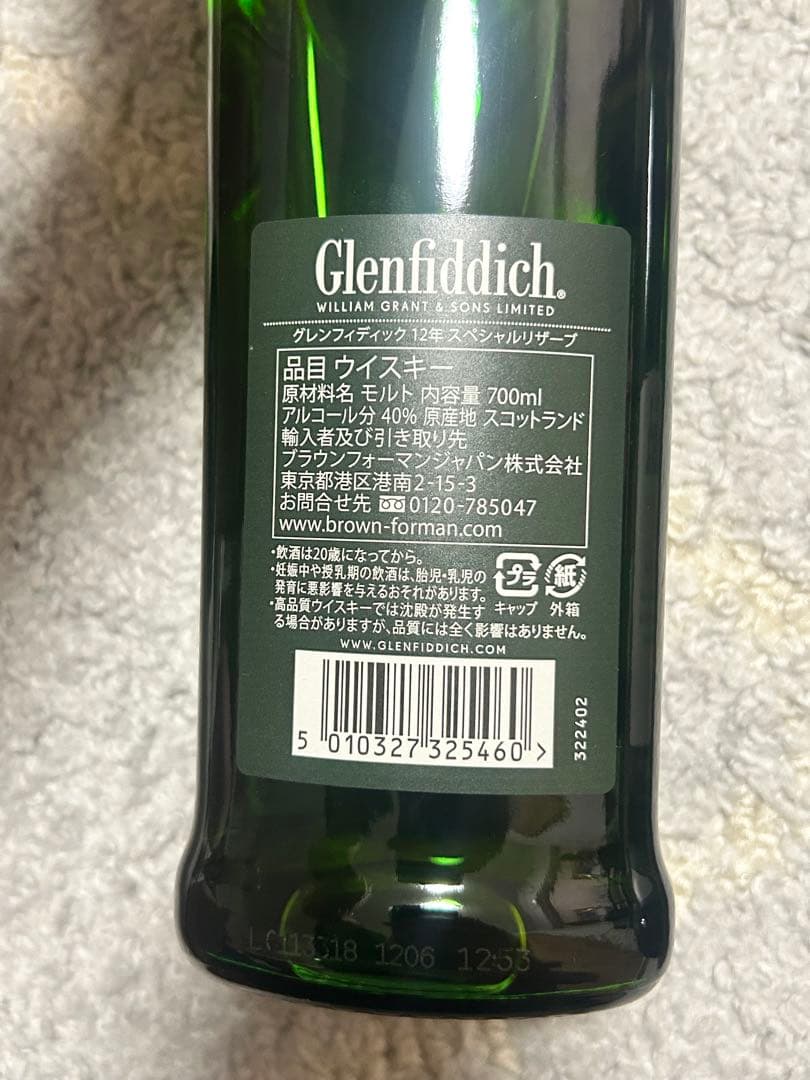 Glenfiddich®
WILLIAM GRANT & SONS LIMITED
グレンフィディック 12年 スペシャルリザーブ
品目 ウイスキー
原材料名 モルト 内容量 700ml
アルコール分 40% 原産地 スコットランド
輸入者及び引き取り先
ブラウンフォーマンジャパン株式会社
東京都港区港南2-15-3
お問合せ先 0120-785047
www.brown-forman.com
・飲酒は20歳になってから。
・妊娠中や授乳期の飲酒は、胎児・乳児の
発育に悪影響を与えるおそれがあります。
プラ 紙
キャップ 外箱
・高品質ウイスキーでは沈殿が発生す
る場合がありますが、品質には全く影響はありません。
WWW.GLENFIDDICH.COM
5 010327 325460 >
322402
1206 12:53